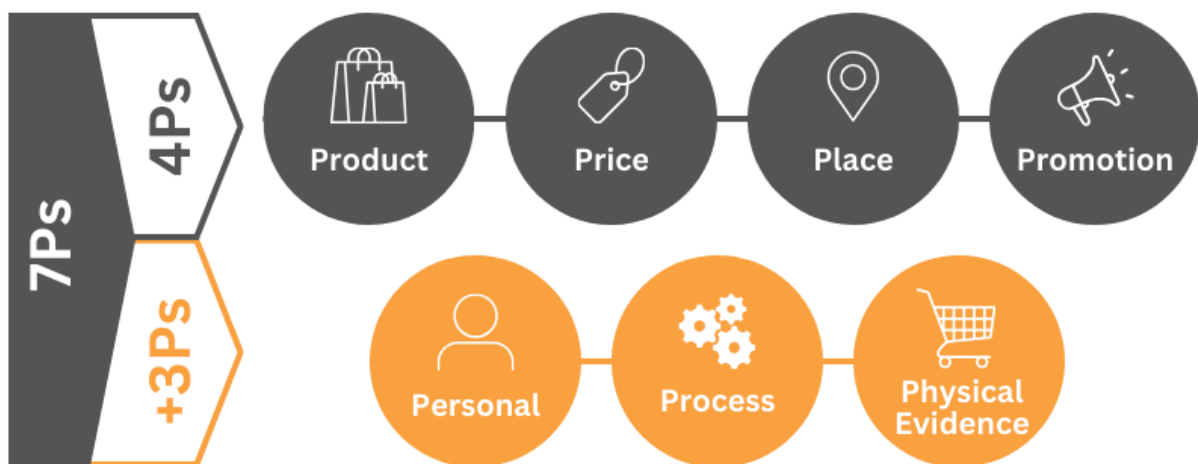 7Ps
4Ps
Product
Price
Place
Promotion
+3Ps
Personal
Process
Physical
Evidence